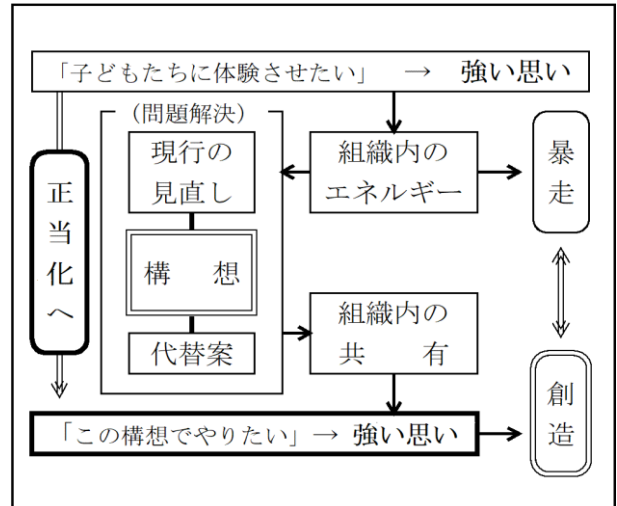 「子どもたちに体験させたい」 → 強い思い
（問題解決）
現行の
見直し
構 想
代替案
組織内の
エネルギー
暴走
正当化へ
組織内の
共 有
創造
「この構想でやりたい」→ 強い思い